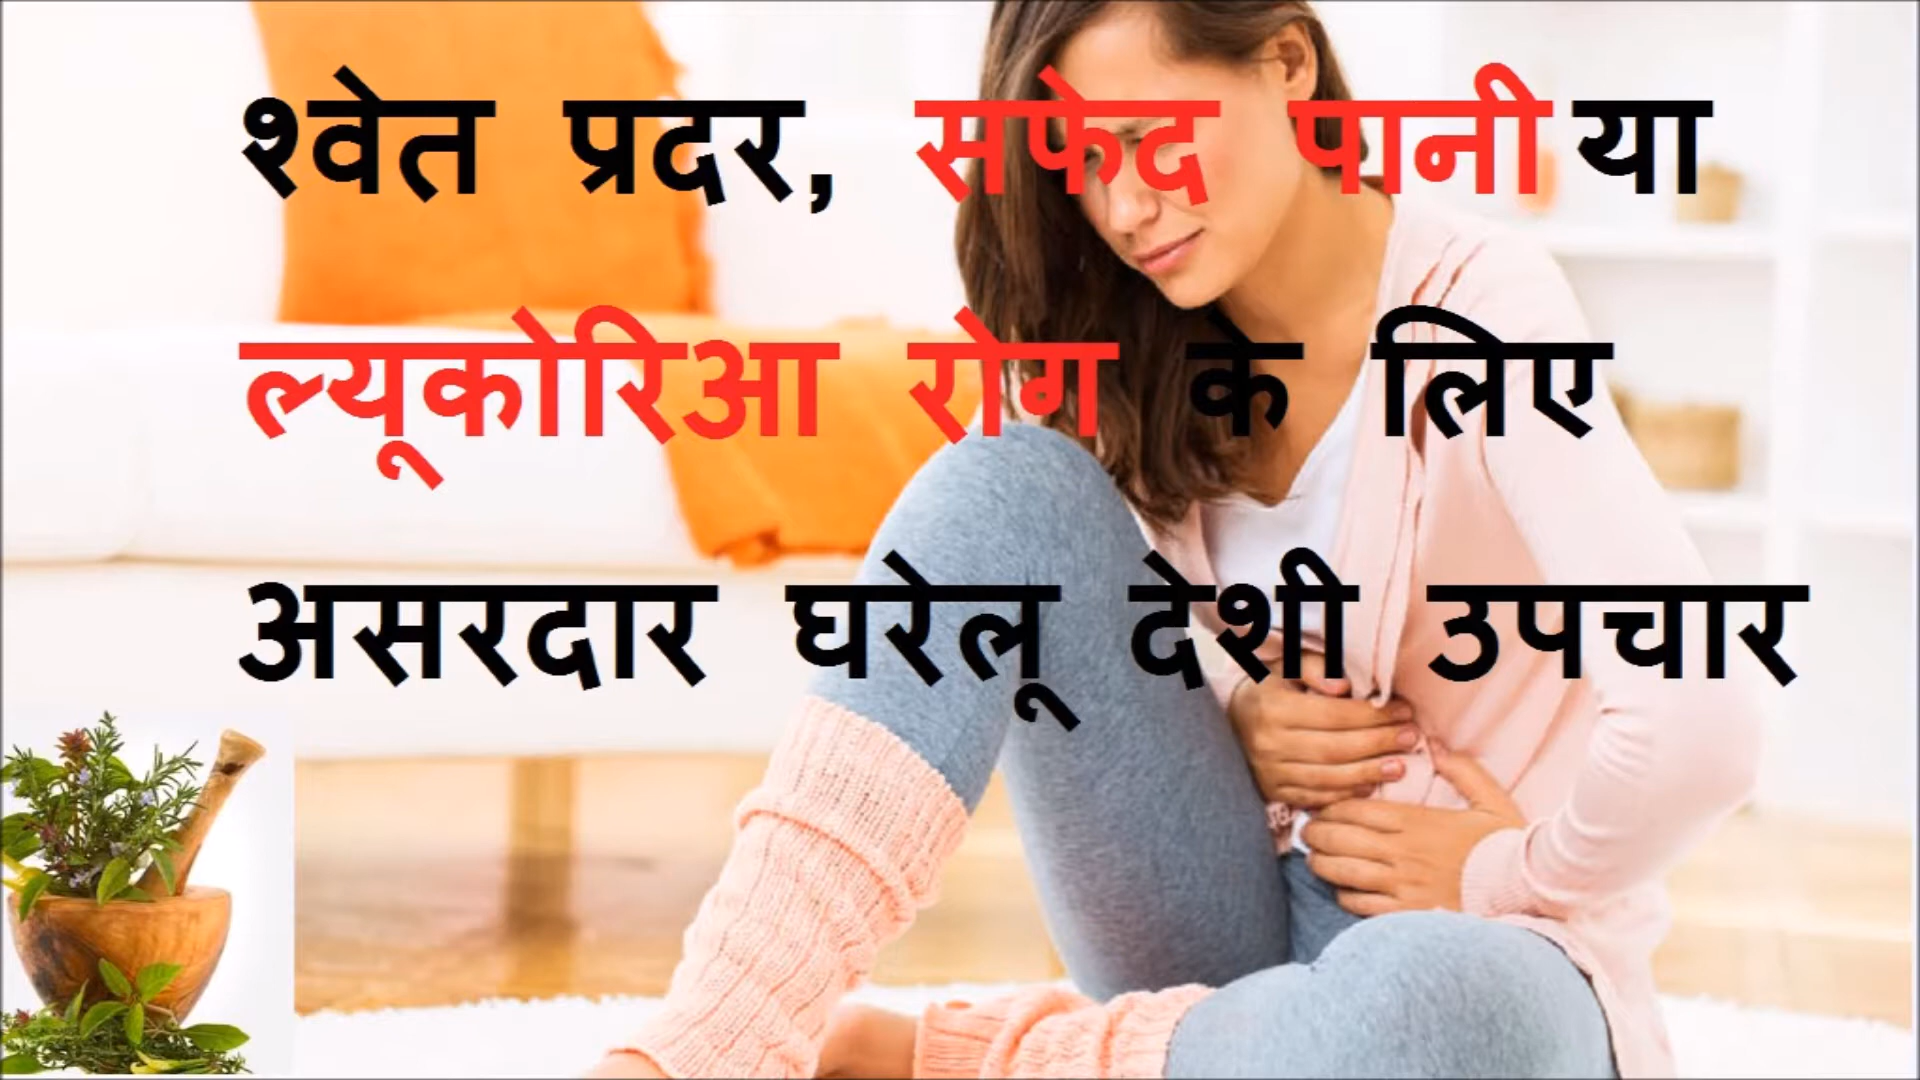 श्वेत प्रदर, सफेद पानी या
ल्यूकोरिआ रोग के लिए
असरदार घरेलू देशी उपचार